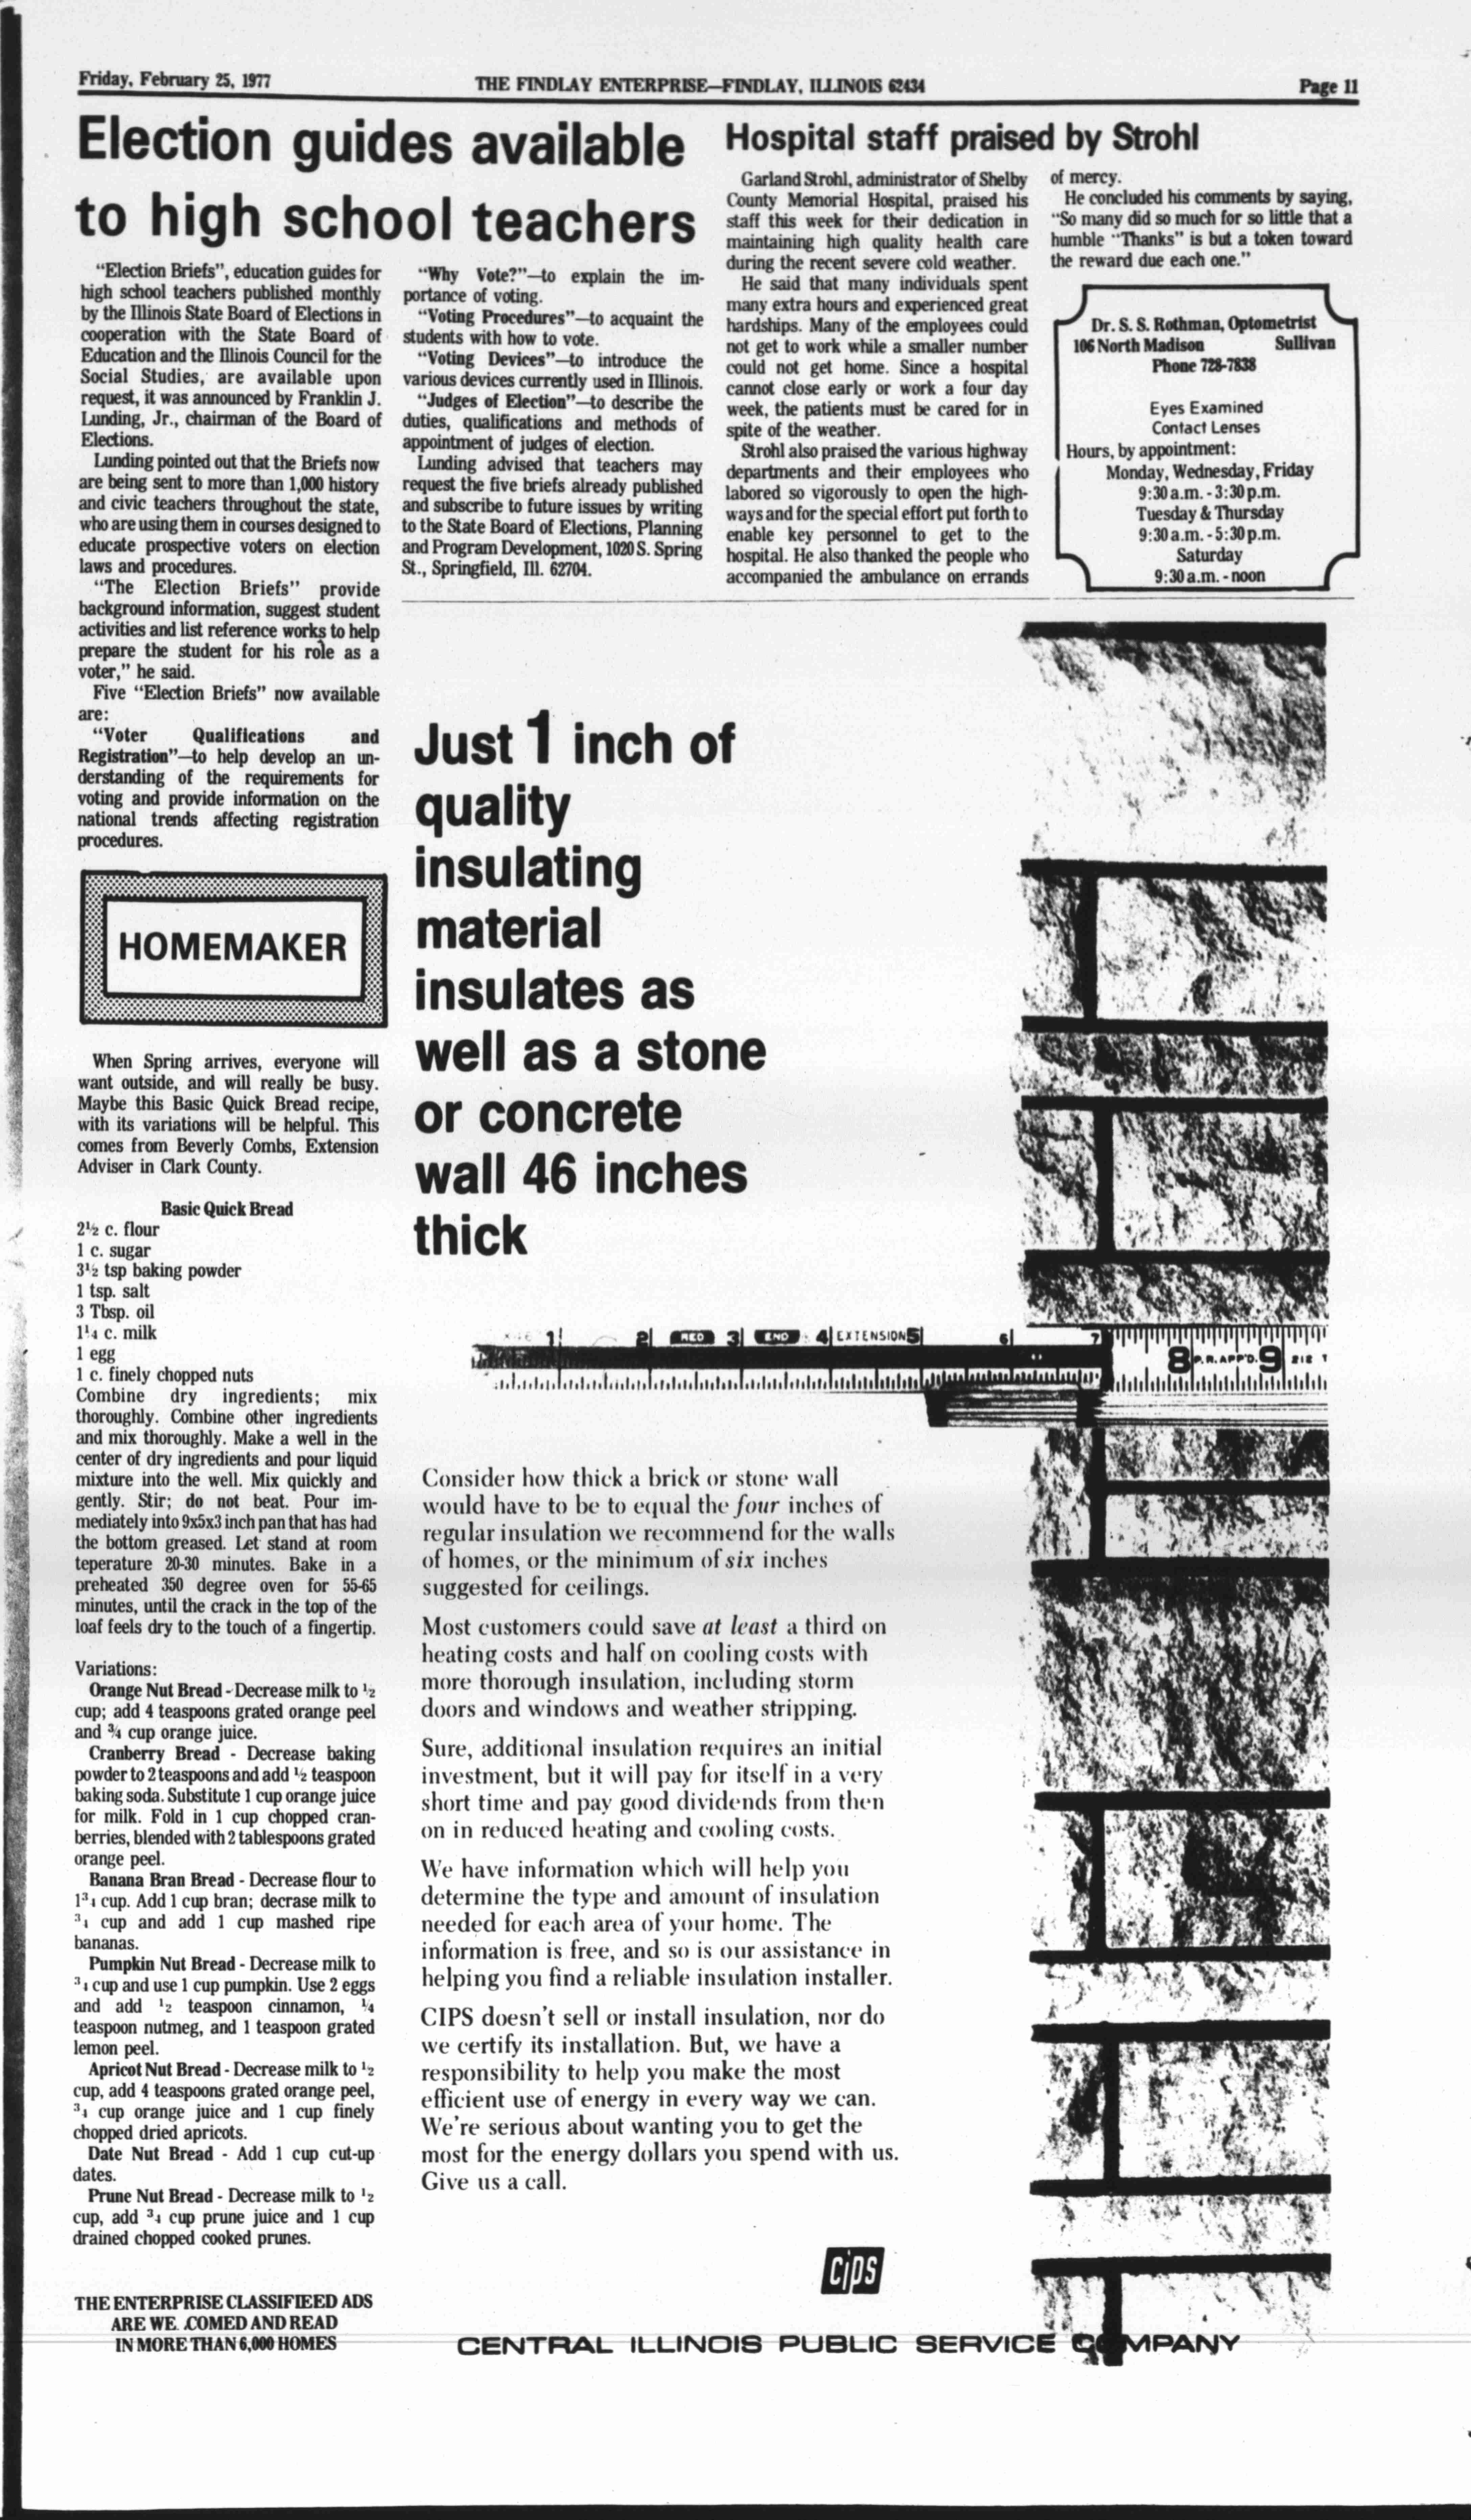 Friday, February 25, 1977
THE FINDLAY ENTERPRISE—FINDLAY, ILLINOIS 62434
Page 11
Election guides available
to high school teachers
"Election Briefs", education guides for
high school teachers published monthly
by the Illinois State Board of Elections in
cooperation with the State Board of
Education and the Illinois Council for the
Social Studies, are available upon
request, it was announced by Franklin J.
Lunding, Jr., chairman of the Board of
Elections.
Lunding pointed out that the Briefs now
are being sent to more than 1,000 history
and civic teachers throughout the state,
who are using them in courses designed to
educate prospective voters on election
laws and procedures.
"The Election Briefs" provide
background information, suggest student
activities and list reference works to help
prepare the student for his role as a
voter," he said.
Five "Election Briefs" now available
are:
"Voter Qualifications and
Registration"—to help develop an un-
derstanding of the requirements for
voting and provide information on the
national trends affecting registration
procedures.
"Why Vote?"—to explain the im-
portance of voting.
"Voting Procedures"—to acquaint the
students with how to vote.
"Voting Devices"—to introduce the
various devices currently used in Illinois.
"Judges of Election"—to describe the
duties, qualifications and methods of
appointment of judges of election.
Lunding advised that teachers may
request the five briefs already published
and subscribe to future issues by writing
to the State Board of Elections, Planning
and Program Development, 1020 S. Spring
St., Springfield, Ill. 62704.
Hospital staff praised by Strohl
Garland Strohl, administrator of Shelby
County Memorial Hospital, praised his
staff this week for their dedication in
maintaining high quality health care
during the recent severe cold weather.
He said that many individuals spent
many extra hours and experienced great
hardships. Many of the employees could
not get to work while a smaller number
could not get home. Since a hospital
cannot close early or work a four day
week, the patients must be cared for in
spite of the weather.
Strohl also praised the various highway
departments and their employees who
labored so vigorously to open the high-
ways and for the special effort put forth to
enable key personnel to get to the
hospital. He also thanked the people who
accompanied the ambulance on errands
of mercy.
He concluded his comments by saying,
"So many did so much for so little that a
humble "Thanks" is but a token toward
the reward due each one."
Dr. S. S. Rothman, Optometrist
106 North Madison Sullivan
Phone 728-7838
Eyes Examined
Contact Lenses
Hours, by appointment:
Monday, Wednesday, Friday
9:30 a.m. - 3:30 p.m.
Tuesday & Thursday
9:30 a.m. - 5:30 p.m.
Saturday
9:30 a.m. - noon
HOMEMAKER
When Spring arrives, everyone will
want outside, and will really be busy.
Maybe this Basic Quick Bread recipe,
with its variations will be helpful. This
comes from Beverly Combs, Extension
Adviser in Clark County.
Basic Quick Bread
2½ c. flour
1 c. sugar
3½ tsp baking powder
1 tsp. salt
3 Tbsp. oil
1¼ c. milk
1 egg
1 c. finely chopped nuts
Combine dry ingredients; mix
thoroughly. Combine other ingredients
and mix thoroughly. Make a well in the
center of dry ingredients and pour liquid
mixture into the well. Mix quickly and
gently. Stir; do not beat. Pour im-
mediately into 9x5x3 inch pan that has had
the bottom greased. Let stand at room
teperature 20-30 minutes. Bake in a
preheated 350 degree oven for 55-65
minutes, until the crack in the top of the
loaf feels dry to the touch of a fingertip.
Variations:
Orange Nut Bread - Decrease milk to ½
cup; add 4 teaspoons grated orange peel
and ¾ cup orange juice.
Cranberry Bread - Decrease baking
powder to 2 teaspoons and add ½ teaspoon
baking soda. Substitute 1 cup orange juice
for milk. Fold in 1 cup chopped cran-
berries, blended with 2 tablespoons grated
orange peel.
Banana Bran Bread - Decrease flour to
1¾ cup. Add 1 cup bran; decrase milk to
¾ cup and add 1 cup mashed ripe
bananas.
Pumpkin Nut Bread - Decrease milk to
¾ cup and use 1 cup pumpkin. Use 2 eggs
and add ½ teaspoon cinnamon, ¼
teaspoon nutmeg, and 1 teaspoon grated
lemon peel.
Apricot Nut Bread - Decrease milk to ½
cup, add 4 teaspoons grated orange peel,
¾ cup orange juice and 1 cup finely
chopped dried apricots.
Date Nut Bread - Add 1 cup cut-up
dates.
Prune Nut Bread - Decrease milk to ½
cup, add ¾ cup prune juice and 1 cup
drained chopped cooked prunes.
THE ENTERPRISE CLASSIFIEED ADS
ARE WE COMED AND READ
IN MORE THAN 6,000 HOMES
Just 1 inch of
quality
insulating
material
insulates as
well as a stone
or concrete
wall 46 inches
thick
1 2 RED 3 END 4 EXTENSION 5 6 7 8 P.R. APP'D. 9
Consider how thick a brick or stone wall
would have to be to equal the four inches of
regular insulation we recommend for the walls
of homes, or the minimum of six inches
suggested for ceilings.
Most customers could save at least a third on
heating costs and half on cooling costs with
more thorough insulation, including storm
doors and windows and weather stripping.
Sure, additional insulation requires an initial
investment, but it will pay for itself in a very
short time and pay good dividends from then
on in reduced heating and cooling costs.
We have information which will help you
determine the type and amount of insulation
needed for each area of your home. The
information is free, and so is our assistance in
helping you find a reliable insulation installer.
CIPS doesn't sell or install insulation, nor do
we certify its installation. But, we have a
responsibility to help you make the most
efficient use of energy in every way we can.
We're serious about wanting you to get the
most for the energy dollars you spend with us.
Give us a call.
CIPS
CENTRAL ILLINOIS PUBLIC SERVICE COMPANY